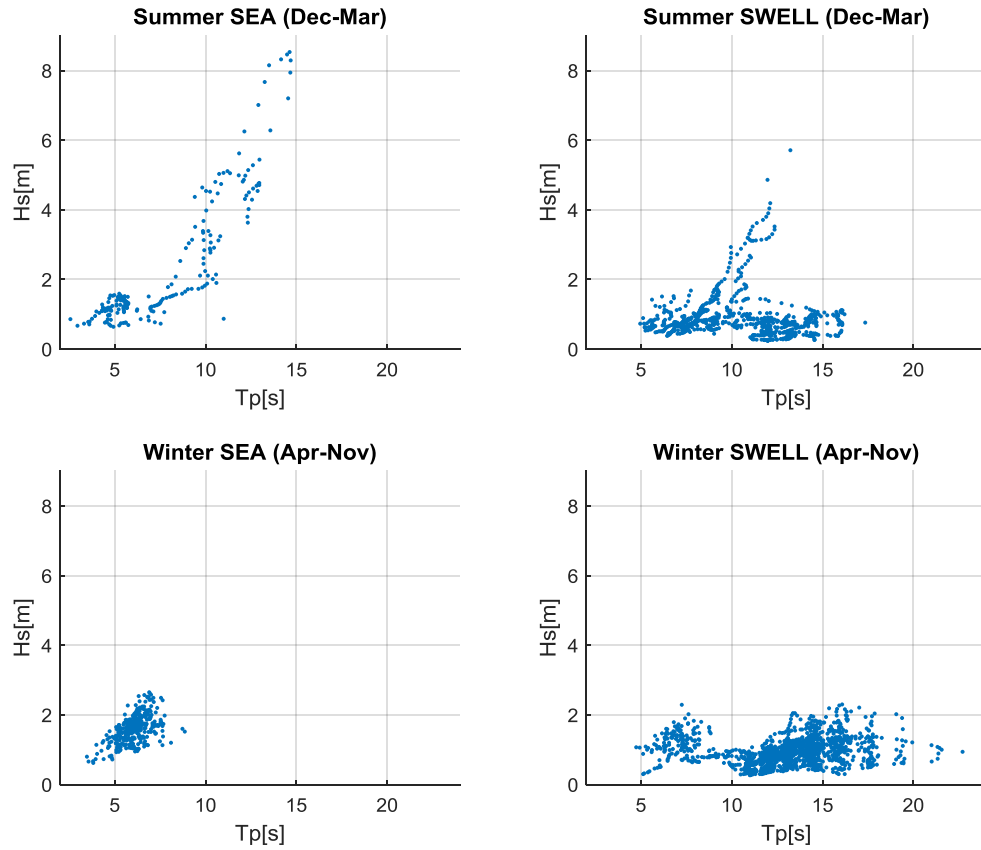 Summer SEA (Dec-Mar)
8
6
4
2
0
Hs[m]
5 10 15 20
Tp[s]
Summer SWELL (Dec-Mar)
8
6
4
2
0
Hs[m]
5 10 15 20
Tp[s]
Winter SEA (Apr-Nov)
8
6
4
2
0
Hs[m]
5 10 15 20
Tp[s]
Winter SWELL (Apr-Nov)
8
6
4
2
0
Hs[m]
5 10 15 20
Tp[s]